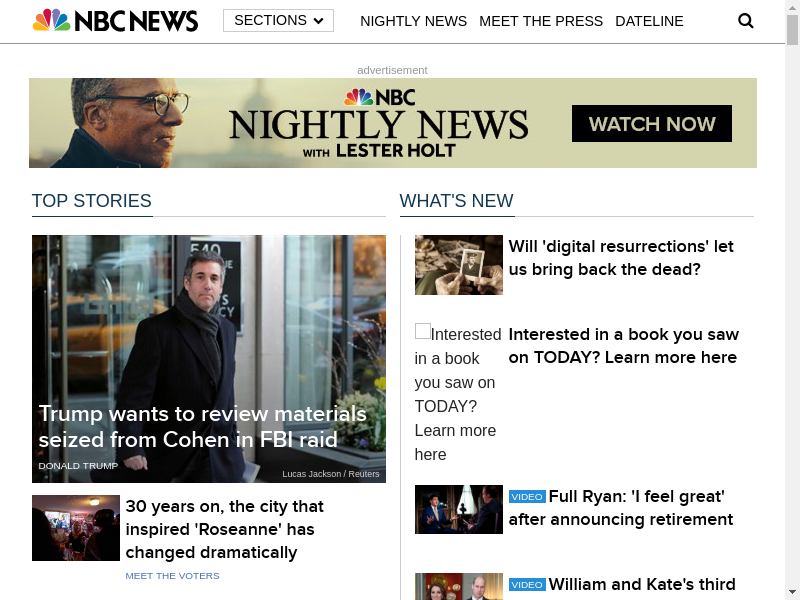 NBC NEWS
SECTIONS
NIGHTLY NEWS
MEET THE PRESS
DATELINE
advertisement
NBC
NIGHTLY NEWS
WITH LESTER HOLT
WATCH NOW
TOP STORIES
540
Trump wants to review materials
seized from Cohen in FBI raid
DONALD TRUMP
Lucas Jackson / Reuters
30 years on, the city that
inspired 'Roseanne' has
changed dramatically
MEET THE VOTERS
WHAT'S NEW
Will 'digital resurrections' let
us bring back the dead?
Interested
in a book
you saw on
TODAY?
Learn more
here
Interested in a book you saw
on TODAY? Learn more here
VIDEO Full Ryan: 'I feel great'
after announcing retirement
VIDEO William and Kate's third